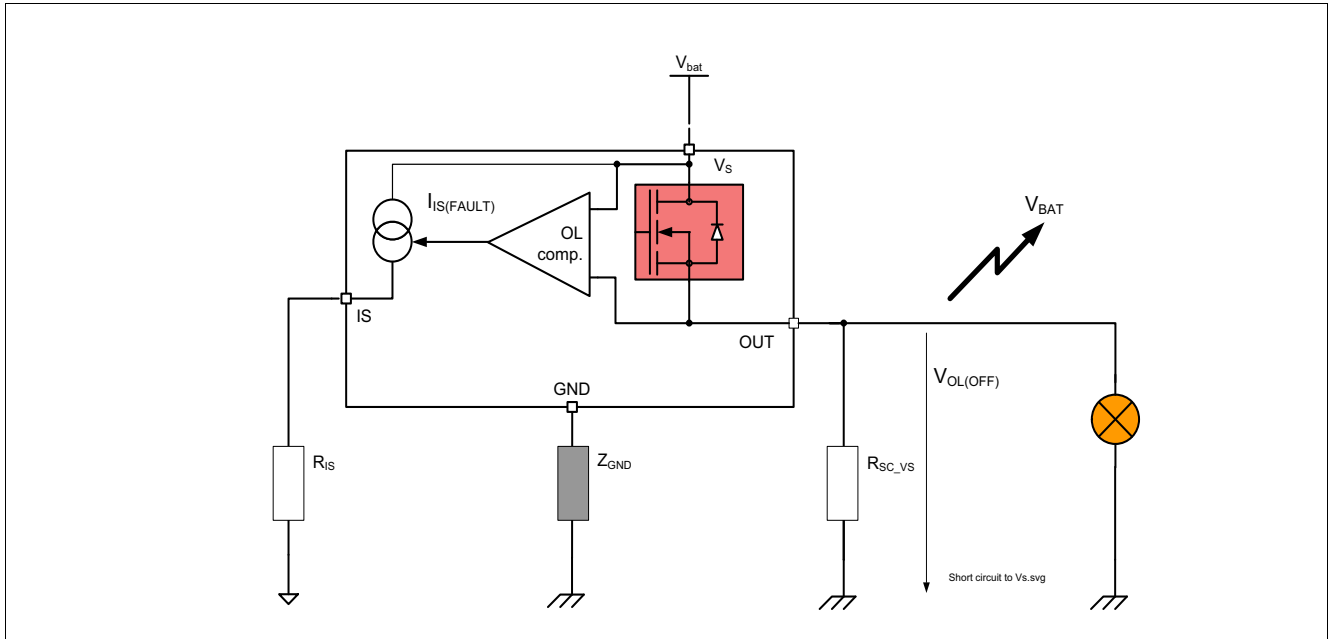 Vbat
VS
IIS(FAULT)
OL
comp.
VBAT
IS
OUT
VOL(OFF)
GND
RIS
ZGND
RSC_VS
Short circuit to Vs.svg